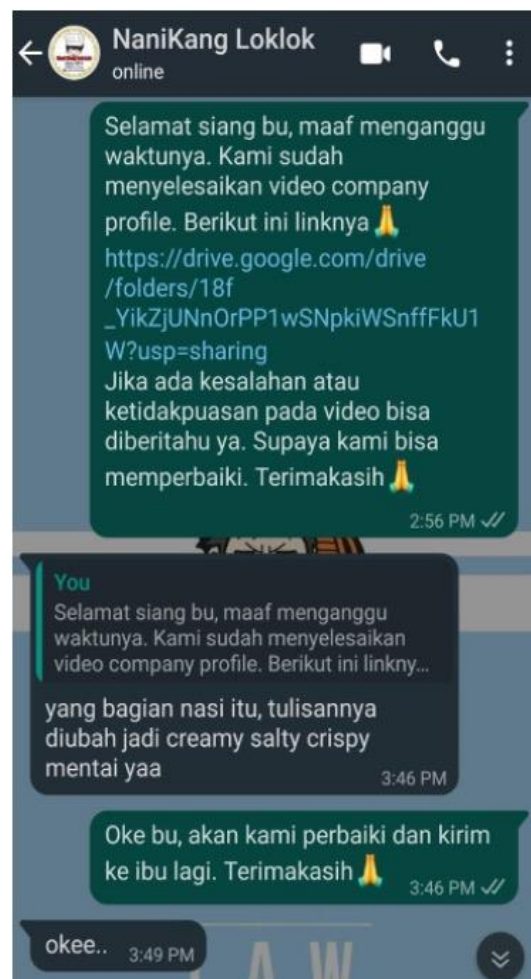 NaniKang Loklok
online
Selamat siang bu, maaf menganggu
waktunya. Kami sudah
menyelesaikan video company
profile. Berikut ini linknya 🙏
https://drive.google.com/drive
/folders/18f
_YikZjUNnOrPP1wSNpkiWSnffFkU1
W?usp=sharing
Jika ada kesalahan atau
ketidakpuasan pada video bisa
diberitahu ya. Supaya kami bisa
memperbaiki. Terimakasih 🙏
2:56 PM
You
Selamat siang bu, maaf menganggu
waktunya. Kami sudah menyelesaikan
video company profile. Berikut ini linkny...
yang bagian nasi itu, tulisannya
diubah jadi creamy salty crispy
mentai yaa
3:46 PM
Oke bu, akan kami perbaiki dan kirim
ke ibu lagi. Terimakasih 🙏
3:46 PM
okee..
3:49 PM
L A W